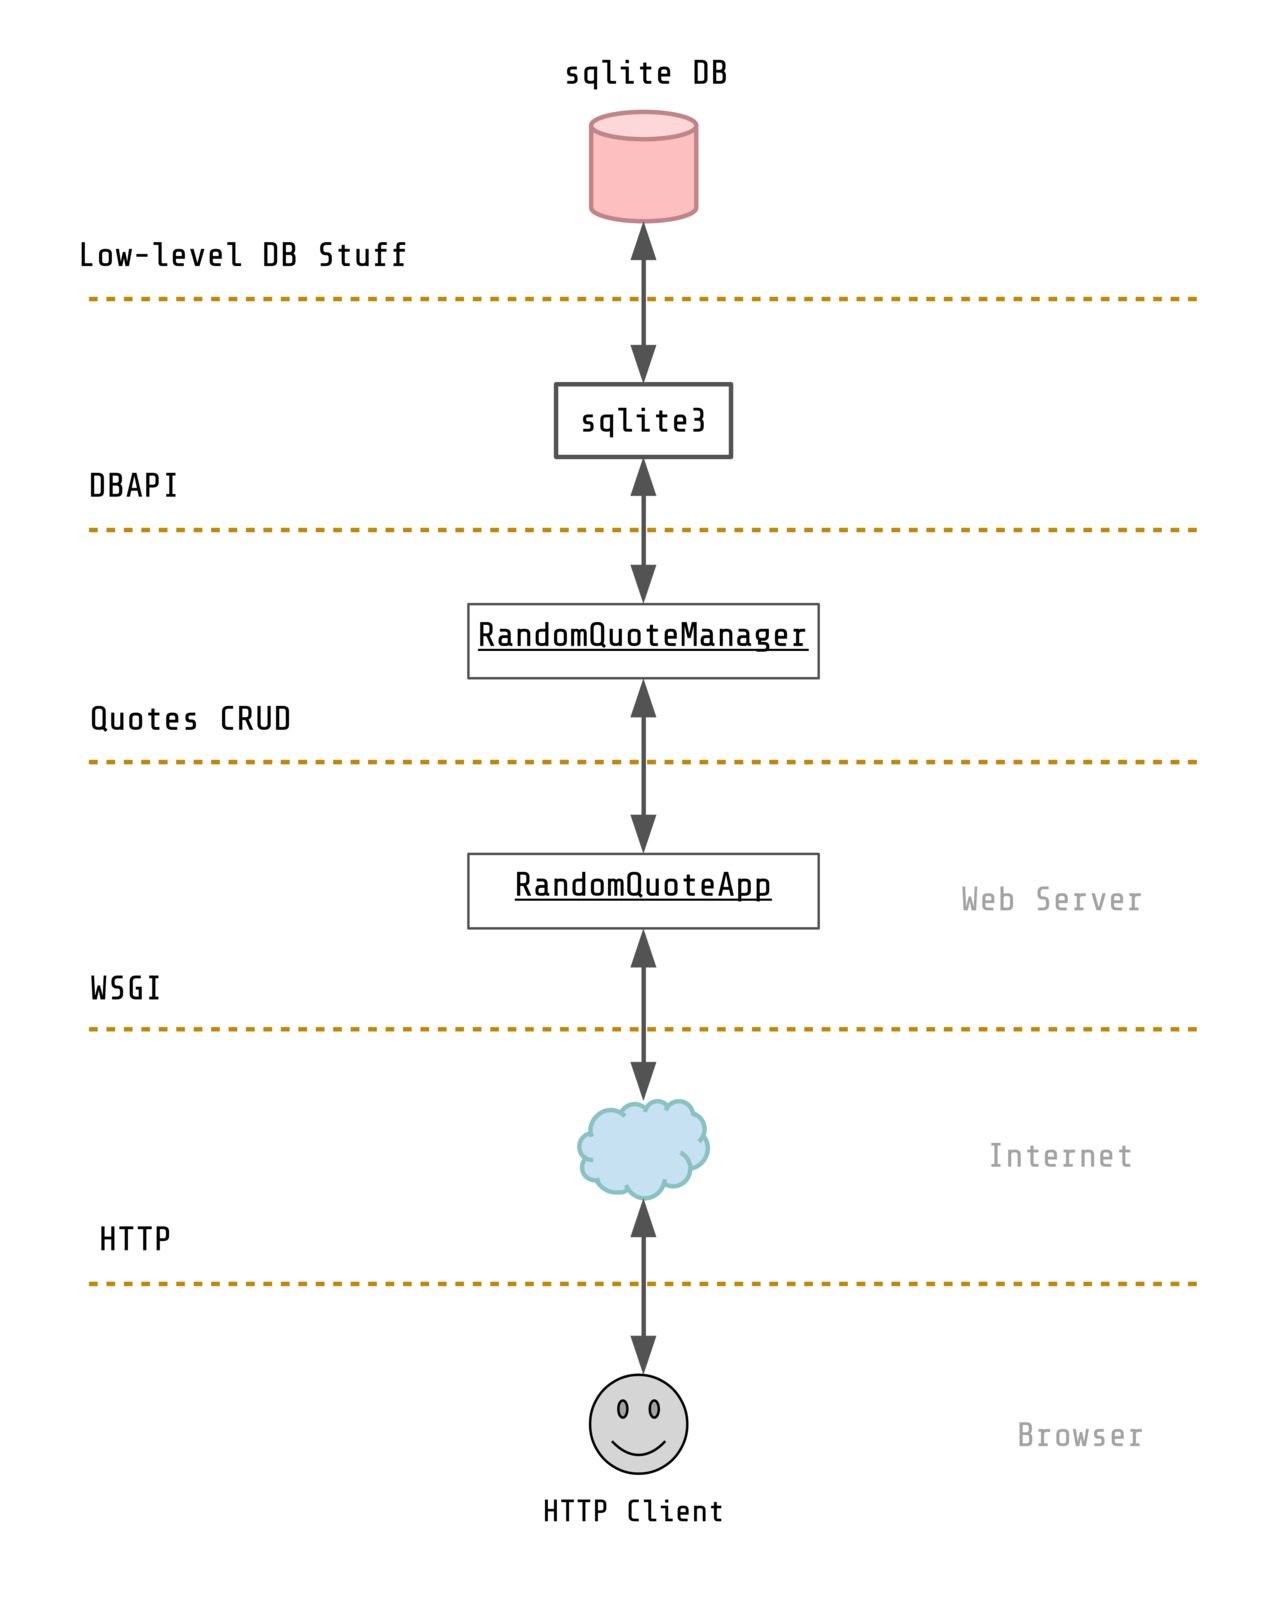 sqlite DB
Low-level DB Stuff
sqlite3
DBAPI
RandomQuoteManager
Quotes CRUD
RandomQuoteApp
Web Server
WSGI
Internet
HTTP
Browser
HTTP Client